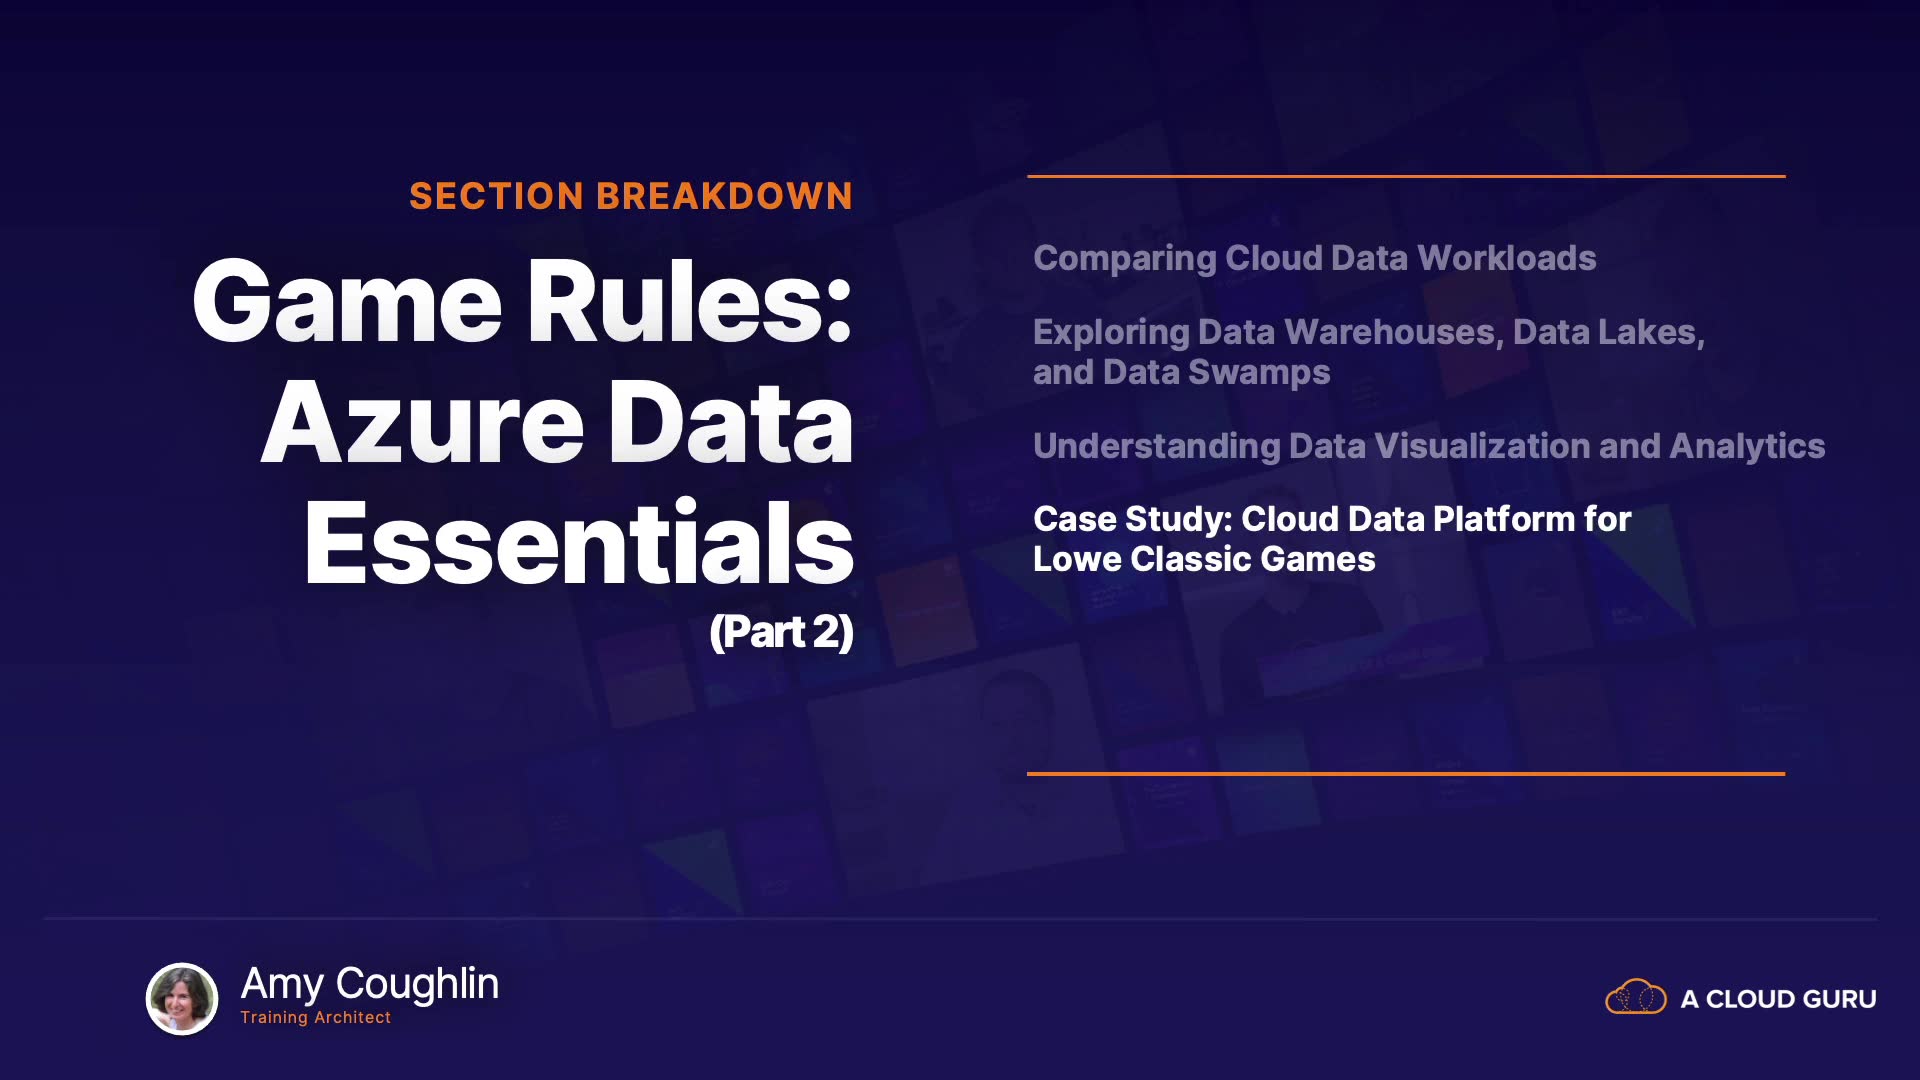 SECTION BREAKDOWN
Game Rules:
Azure Data
Essentials
(Part 2)
Comparing Cloud Data Workloads
Exploring Data Warehouses, Data Lakes,
and Data Swamps
Understanding Data Visualization and Analytics
Case Study: Cloud Data Platform for
Lowe Classic Games
Amy Coughlin
Training Architect
A CLOUD GURU